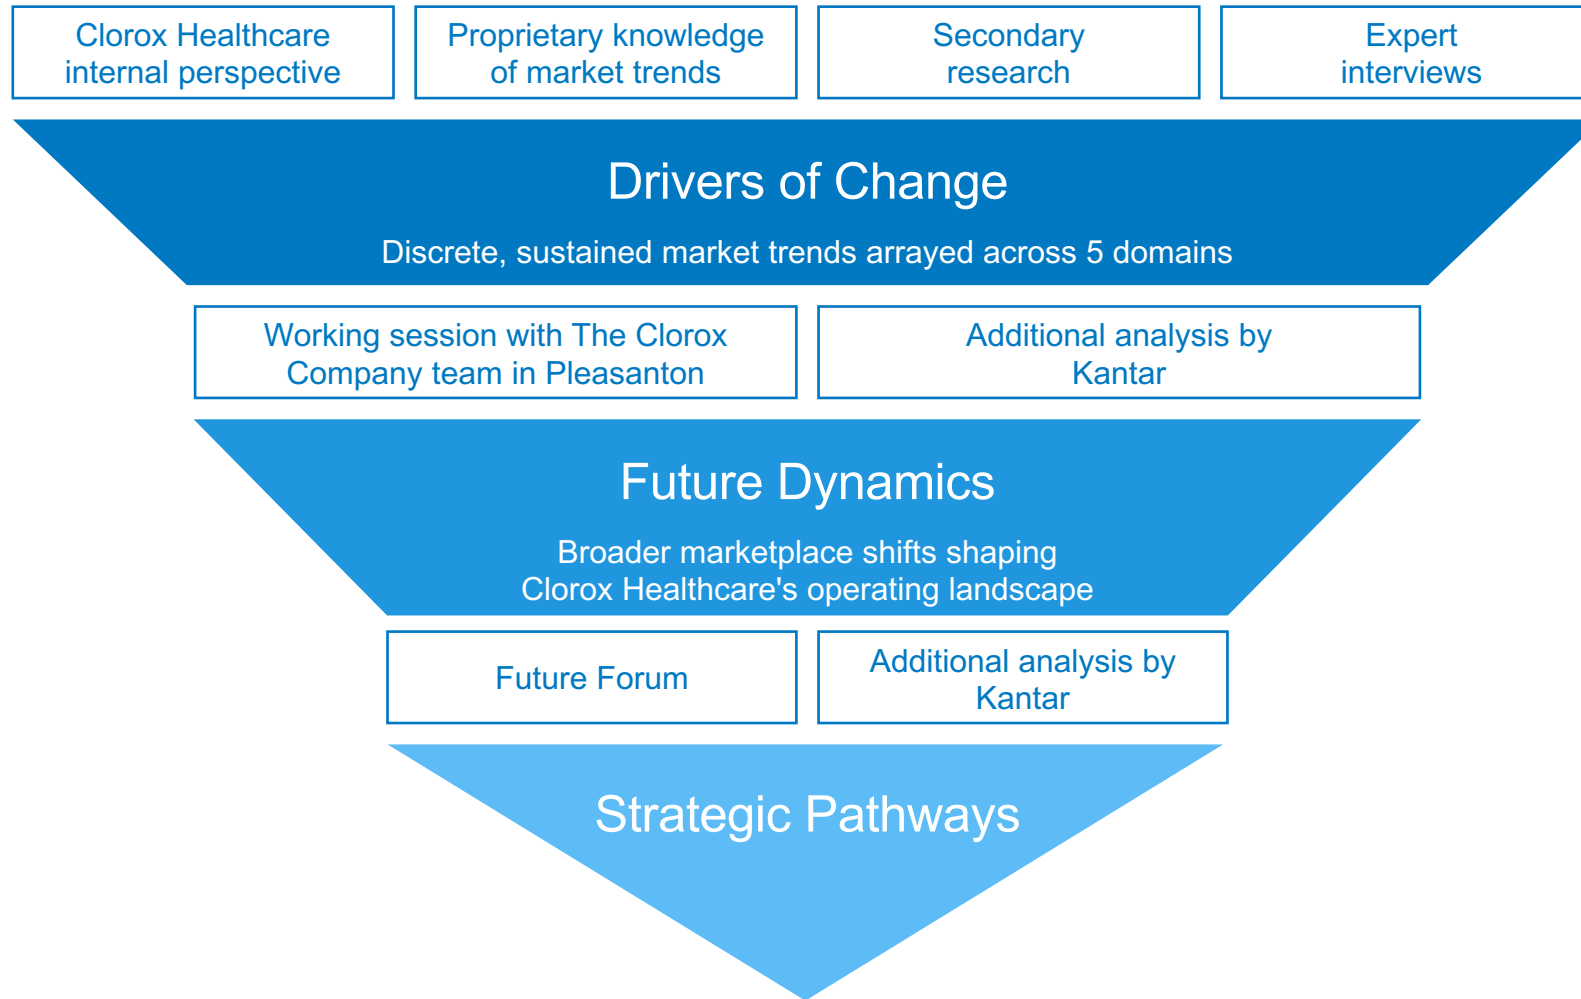 Clorox Healthcare
internal perspective
Proprietary knowledge
of market trends
Secondary
research
Expert
interviews
Drivers of Change
Discrete, sustained market trends arrayed across 5 domains
Working session with The Clorox
Company team in Pleasanton
Additional analysis by
Kantar
Future Dynamics
Broader marketplace shifts shaping
Clorox Healthcare's operating landscape
Future Forum
Additional analysis by
Kantar
Strategic Pathways